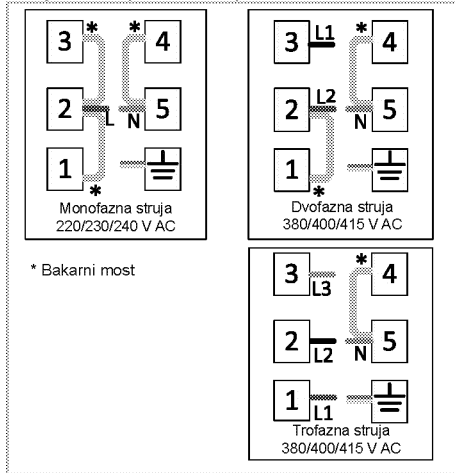 3 * * 4
2 L N 5
1 *
Monofazna struja
220/230/240 V AC
3 L1 * 4
2 L2 N 5
1 *
Dvofazna struja
380/400/415 V AC
* Bakarni most
3 L3 * 4
2 L2 N 5
1 L1
Trofazna struja
380/400/415 V AC